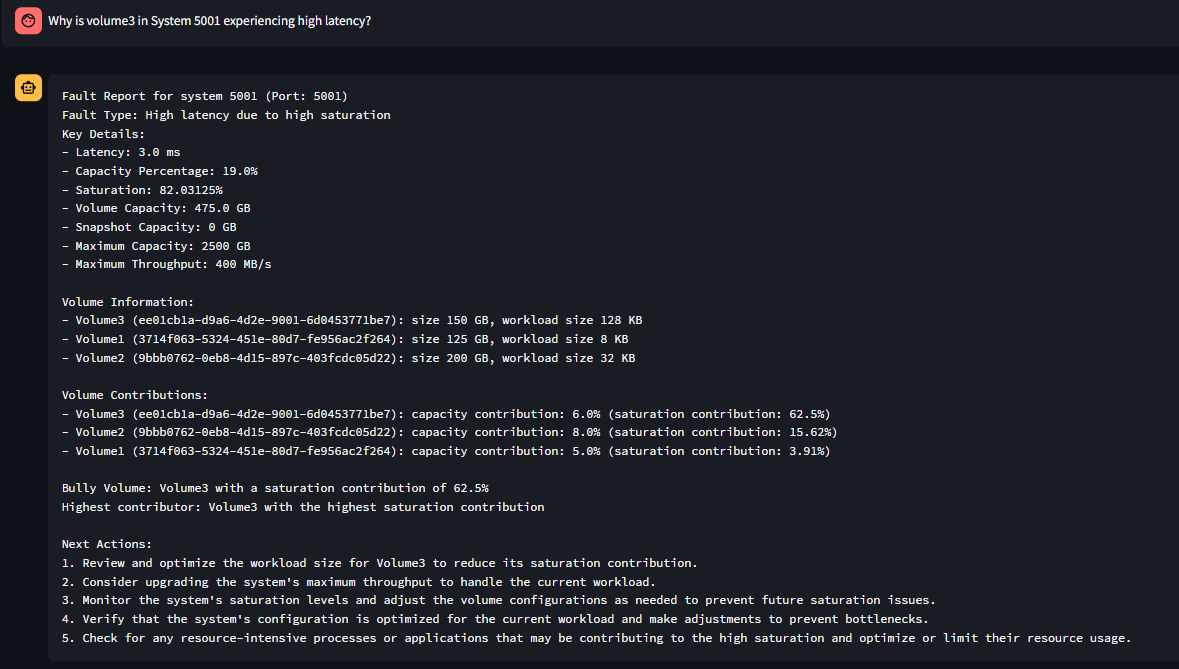 Why is volume3 in System 5001 experiencing high latency?
Fault Report for system 5001 (Port: 5001)
Fault Type: High latency due to high saturation
Key Details:
- Latency: 3.0 ms
- Capacity Percentage: 19.0%
- Saturation: 82.03125%
- Volume Capacity: 475.0 GB
- Snapshot Capacity: 0 GB
- Maximum Capacity: 2500 GB
- Maximum Throughput: 400 MB/s
Volume Information:
- Volume3 (ee01cb1a-d9a6-4d2e-9001-6d0453771be7): size 150 GB, workload size 128 KB
- Volume1 (3714f063-5324-451e-80d7-fe956ac2f264): size 125 GB, workload size 8 KB
- Volume2 (9bbb0762-0eb8-4d15-897c-403fcdc05d22): size 200 GB, workload size 32 KB
Volume Contributions:
- Volume3 (ee01cb1a-d9a6-4d2e-9001-6d0453771be7): capacity contribution: 6.0% (saturation contribution: 62.5%)
- Volume2 (9bbb0762-0eb8-4d15-897c-403fcdc05d22): capacity contribution: 8.0% (saturation contribution: 15.62%)
- Volume1 (3714f063-5324-451e-80d7-fe956ac2f264): capacity contribution: 5.0% (saturation contribution: 3.91%)
Bully Volume: Volume3 with a saturation contribution of 62.5%
Highest contributor: Volume3 with the highest saturation contribution
Next Actions:
1. Review and optimize the workload size for Volume3 to reduce its saturation contribution.
2. Consider upgrading the system's maximum throughput to handle the current workload.
3. Monitor the system's saturation levels and adjust the volume configurations as needed to prevent future saturation issues.
4. Verify that the system's configuration is optimized for the current workload and make adjustments to prevent bottlenecks.
5. Check for any resource-intensive processes or applications that may be contributing to the high saturation and optimize or limit their resource usage.